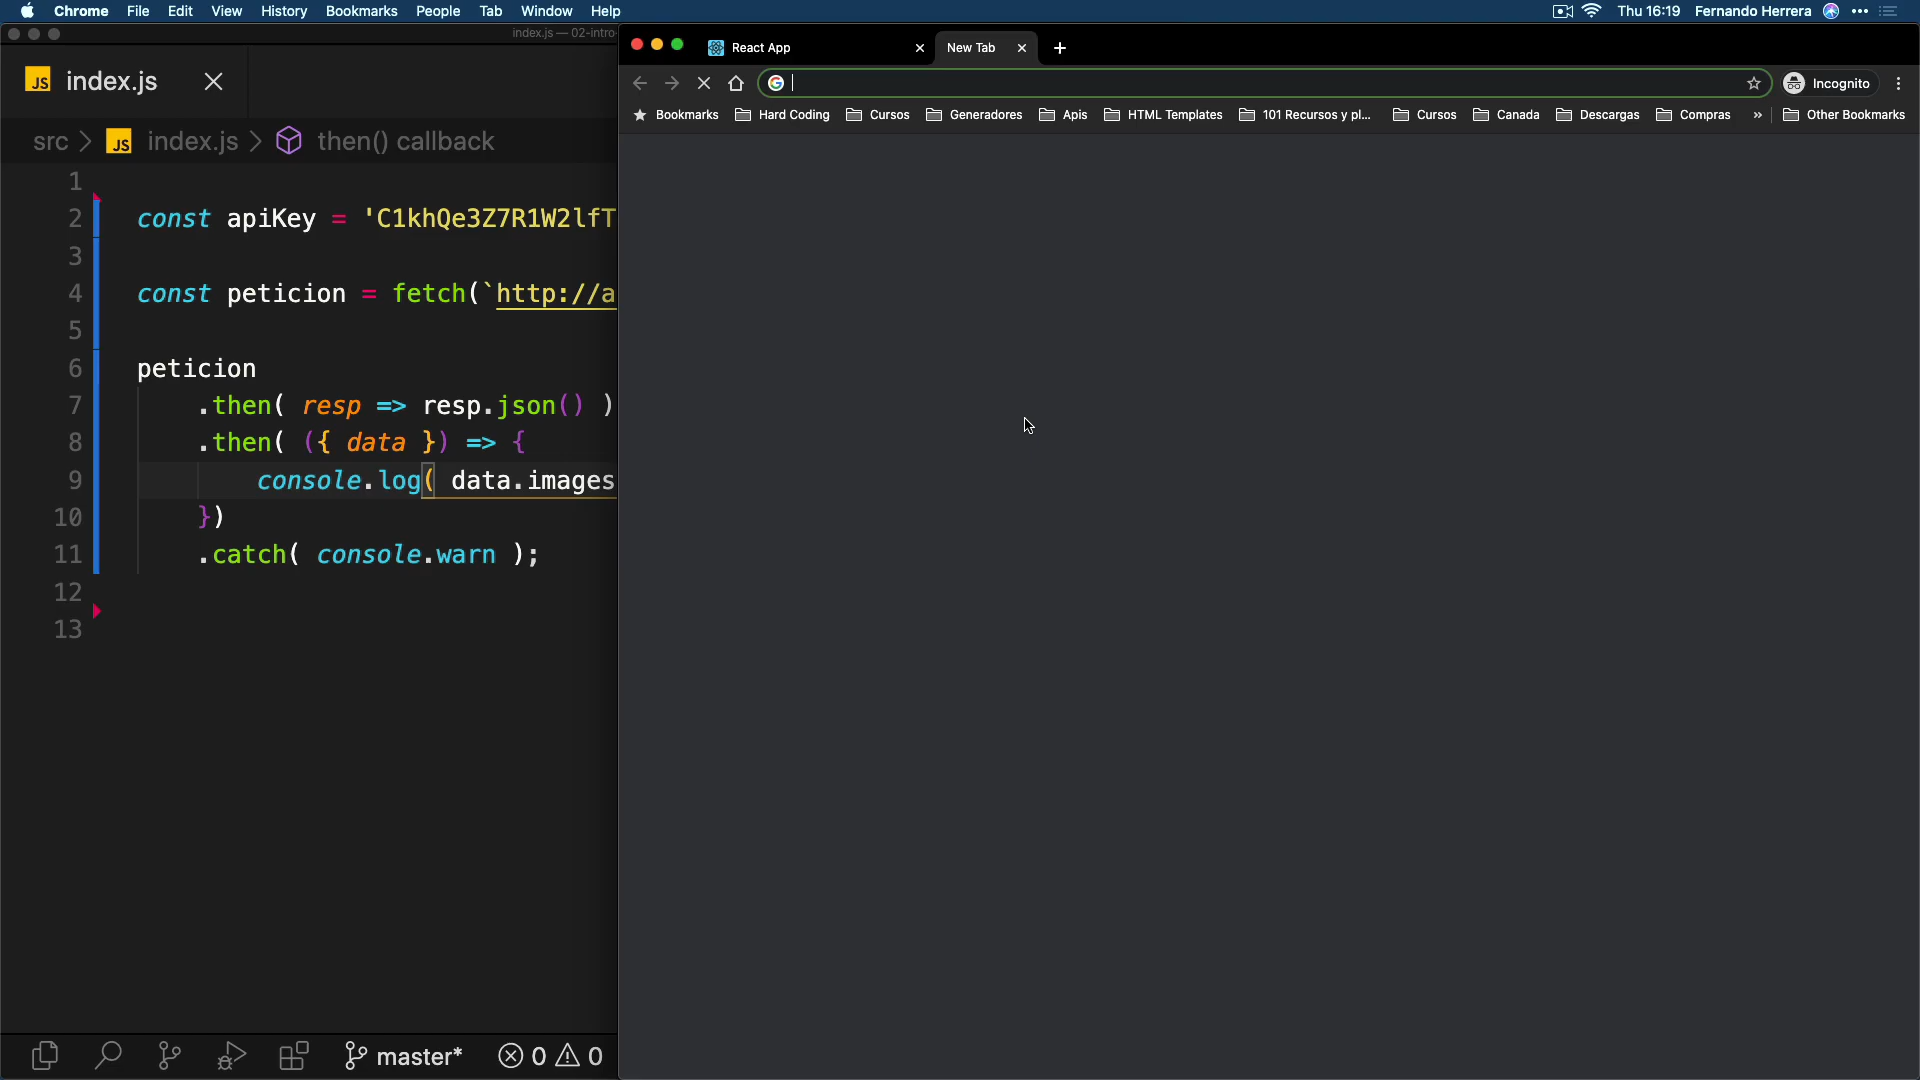 Chrome File Edit View History Bookmarks People Tab Window Help
Thu 16:19 Fernando Herrera
index.js — 02-intro-
React App
New Tab
JS index.js
Incognito
Bookmarks Hard Coding Cursos Generadores Apis HTML Templates 101 Recursos y pl... Cursos Canada Descargas Compras » Other Bookmarks
src > JS index.js > then() callback
1
2 const apiKey = 'C1khQe3Z7R1W2lfT
3
4 const peticion = fetch(`http://a
5
6 peticion
7 .then( resp => resp.json() )
8 .then( ({ data }) => {
9 console.log( data.images
10 })
11 .catch( console.warn );
12
13
master* 0 0